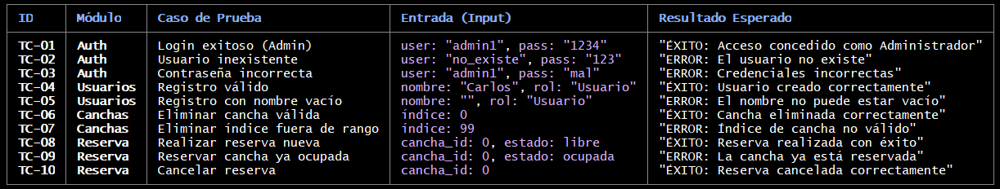 ID Módulo Caso de Prueba Entrada (Input) Resultado Esperado
TC-01 Auth Login exitoso (Admin) user: "admin1", pass: "1234" "ÉXITO: Acceso concedido como Administrador"
TC-02 Auth Usuario inexistente user: "no_existe", pass: "123" "ERROR: El usuario no existe"
TC-03 Auth Contraseña incorrecta user: "admin1", pass: "mal" "ERROR: Credenciales incorrectas"
TC-04 Usuarios Registro válido nombre: "Carlos", rol: "Usuario" "ÉXITO: Usuario creado correctamente"
TC-05 Usuarios Registro con nombre vacío nombre: "", rol: "Usuario" "ERROR: El nombre no puede estar vacío"
TC-06 Canchas Eliminar cancha válida índice: 0 "ÉXITO: Cancha eliminada correctamente"
TC-07 Canchas Eliminar índice fuera de rango índice: 99 "ERROR: Índice de cancha no válido"
TC-08 Reserva Realizar reserva nueva cancha_id: 0, estado: libre "ÉXITO: Reserva realizada con éxito"
TC-09 Reserva Reservar cancha ya ocupada cancha_id: 0, estado: ocupada "ERROR: La cancha ya está reservada"
TC-10 Reserva Cancelar reserva cancha_id: 0 "ÉXITO: Reserva cancelada correctamente"